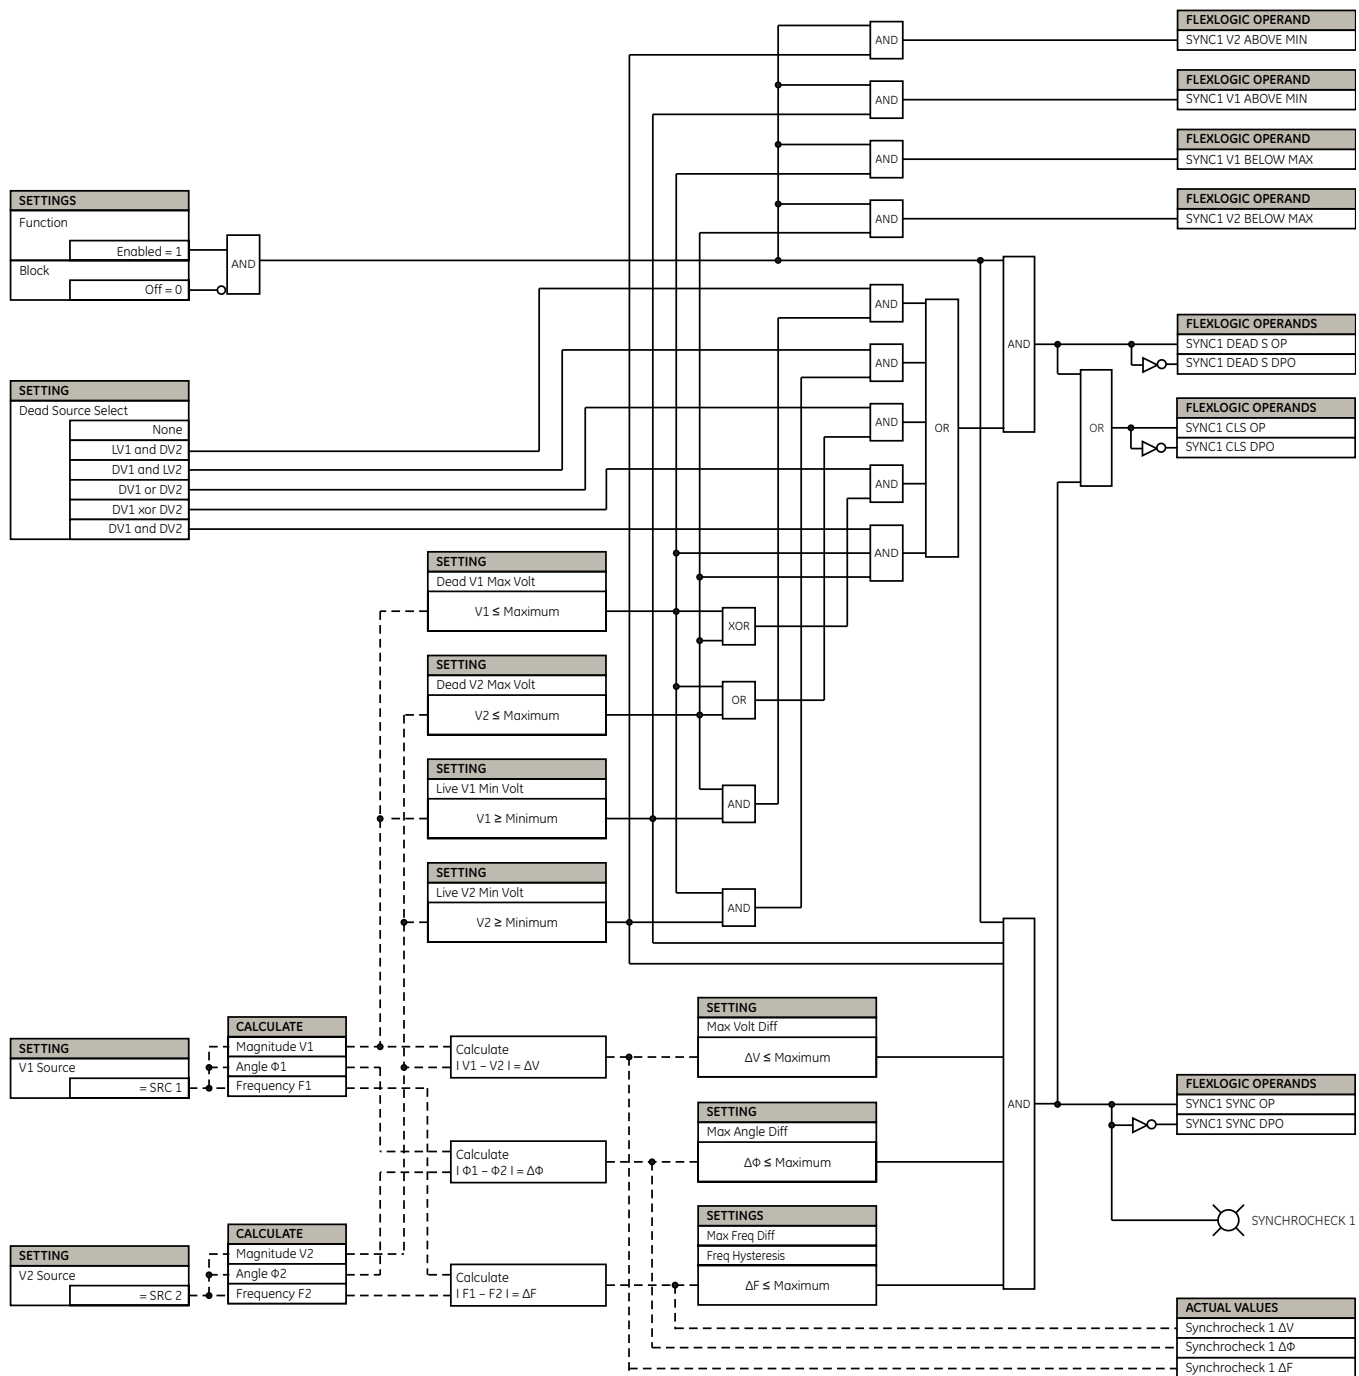 FLEXLOGIC OPERAND
SYNC1 V2 ABOVE MIN
AND
FLEXLOGIC OPERAND
SYNC1 V1 ABOVE MIN
AND
FLEXLOGIC OPERAND
SYNC1 V1 BELOW MAX
AND
FLEXLOGIC OPERAND
SYNC1 V2 BELOW MAX
AND
SETTINGS
Function
Enabled = 1
Block
Off = 0
AND
SETTING
Dead Source Select
None
LV1 and DV2
DV1 and LV2
DV1 or DV2
DV1 xor DV2
DV1 and DV2
AND
AND
AND
AND
AND
OR
AND
OR
FLEXLOGIC OPERANDS
SYNC1 DEAD S OP
SYNC1 DEAD S DPO
FLEXLOGIC OPERANDS
SYNC1 CLS OP
SYNC1 CLS DPO
SETTING
Dead V1 Max Volt
V1 ≤ Maximum
XOR
SETTING
Dead V2 Max Volt
V2 ≤ Maximum
OR
SETTING
Live V1 Min Volt
V1 ≥ Minimum
AND
SETTING
Live V2 Min Volt
V2 ≥ Minimum
AND
SETTING
V1 Source
= SRC 1
CALCULATE
Magnitude V1
Angle Φ1
Frequency F1
Calculate
I V1 – V2 I = ΔV
SETTING
Max Volt Diff
ΔV ≤ Maximum
Calculate
I Φ1 – Φ2 I = ΔΦ
SETTING
Max Angle Diff
ΔΦ ≤ Maximum
AND
FLEXLOGIC OPERANDS
SYNC1 SYNC OP
SYNC1 SYNC DPO
SYNCHROCHECK 1
SETTING
V2 Source
= SRC 2
CALCULATE
Magnitude V2
Angle Φ2
Frequency F2
Calculate
I F1 – F2 I = ΔF
SETTINGS
Max Freq Diff
Freq Hysteresis
ΔF ≤ Maximum
ACTUAL VALUES
Synchrocheck 1 ΔV
Synchrocheck 1 ΔΦ
Synchrocheck 1 ΔF